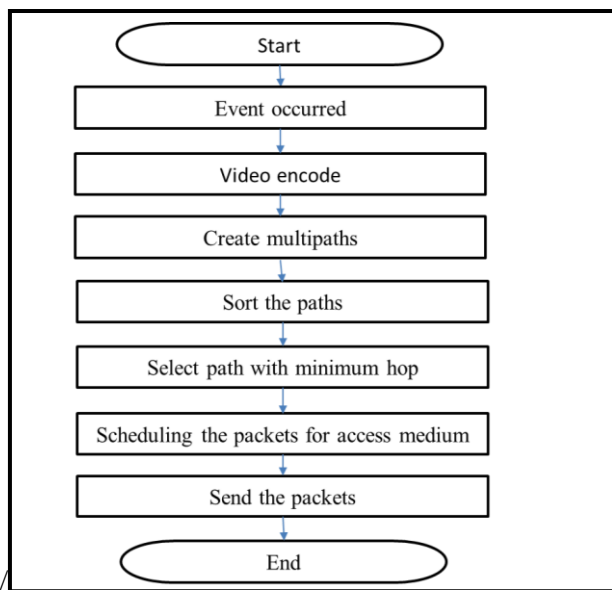 Start
Event occurred
Video encode
Create multipaths
Sort the paths
Select path with minimum hop
Scheduling the packets for access medium
Send the packets
End
/